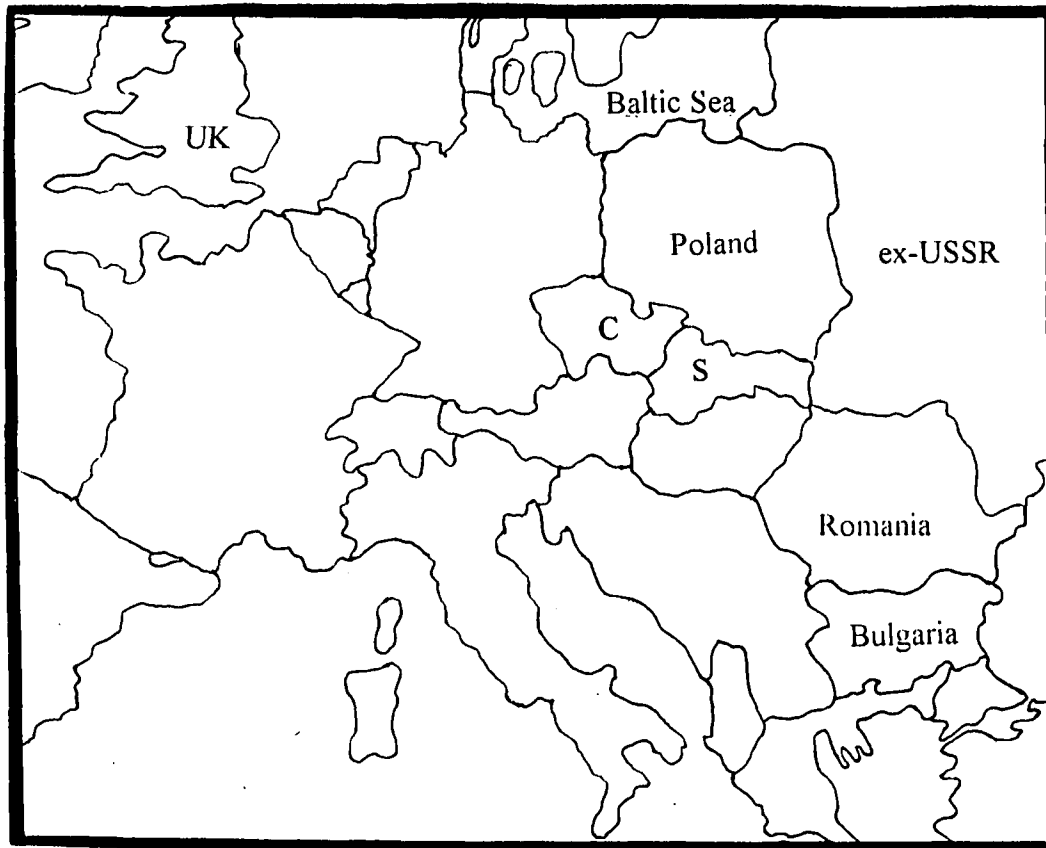 Baltic Sea
UK
Poland
ex-USSR
C
S
Romania
Bulgaria